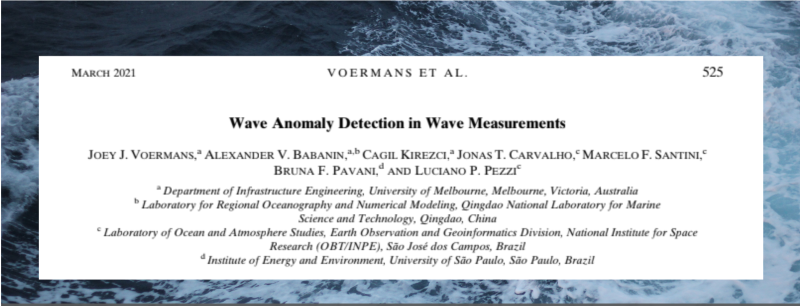 MARCH 2021 VOERMANS ET AL. 525
Wave Anomaly Detection in Wave Measurements
JOEY J. VOERMANS,a ALEXANDER V. BABANIN,a,b CAGIL KIREZCI,a JONAS T. CARVALHO,c MARCELO F. SANTINI,c
BRUNA F. PAVANI,d AND LUCIANO P. PEZZIc
a Department of Infrastructure Engineering, University of Melbourne, Melbourne, Victoria, Australia
b Laboratory for Regional Oceanography and Numerical Modeling, Qingdao National Laboratory for Marine
Science and Technology, Qingdao, China
c Laboratory of Ocean and Atmosphere Studies, Earth Observation and Geoinformatics Division, National Institute for Space
Research (OBT/INPE), São José dos Campos, Brazil
d Institute of Energy and Environment, University of São Paulo, São Paulo, Brazil